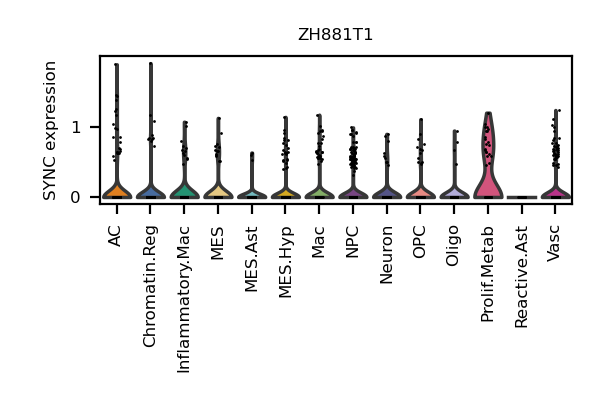 ZH881T1
SYNC expression
1
0
AC
Chromatin.Reg
Inflammatory.Mac
MES
MES.Ast
MES.Hyp
Mac
NPC
Neuron
OPC
Oligo
Prolif.Metab
Reactive.Ast
Vasc